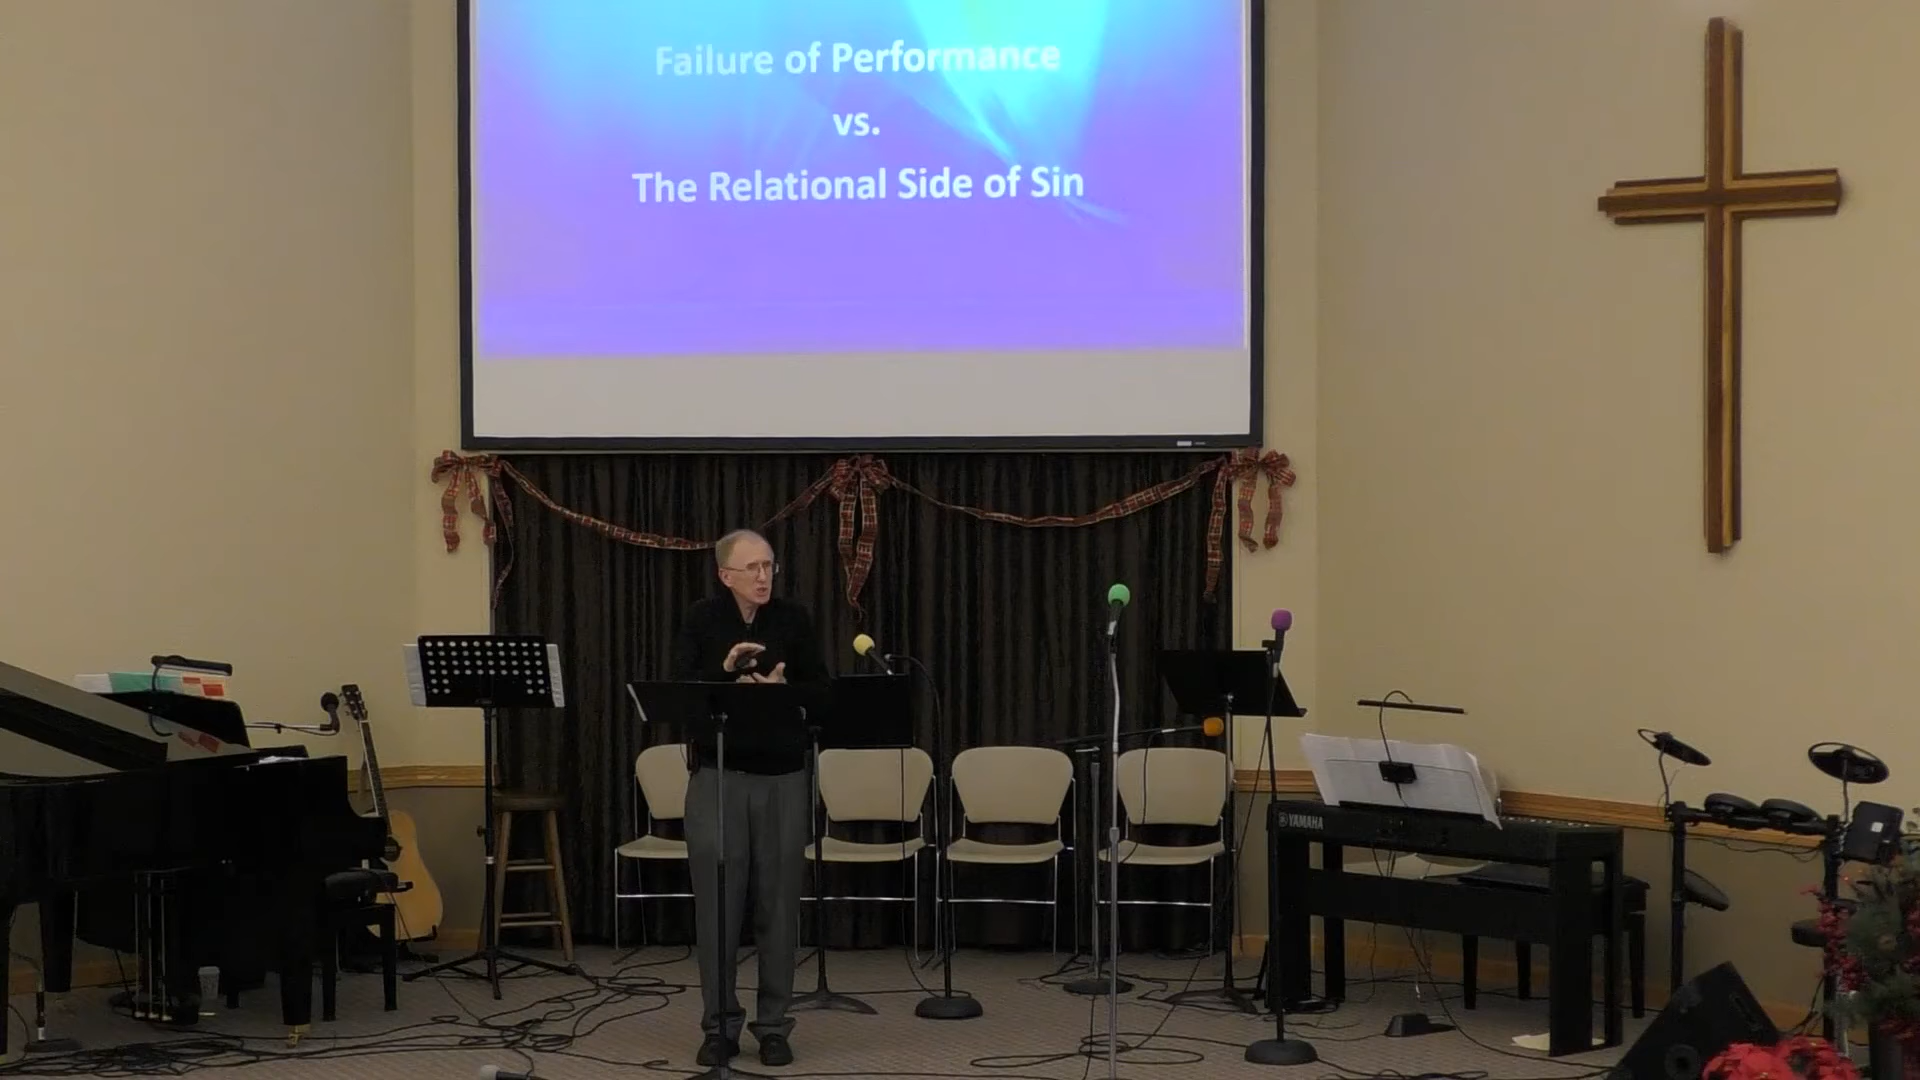 Failure of Performance
vs.
The Relational Side of Sin
YAMAHA